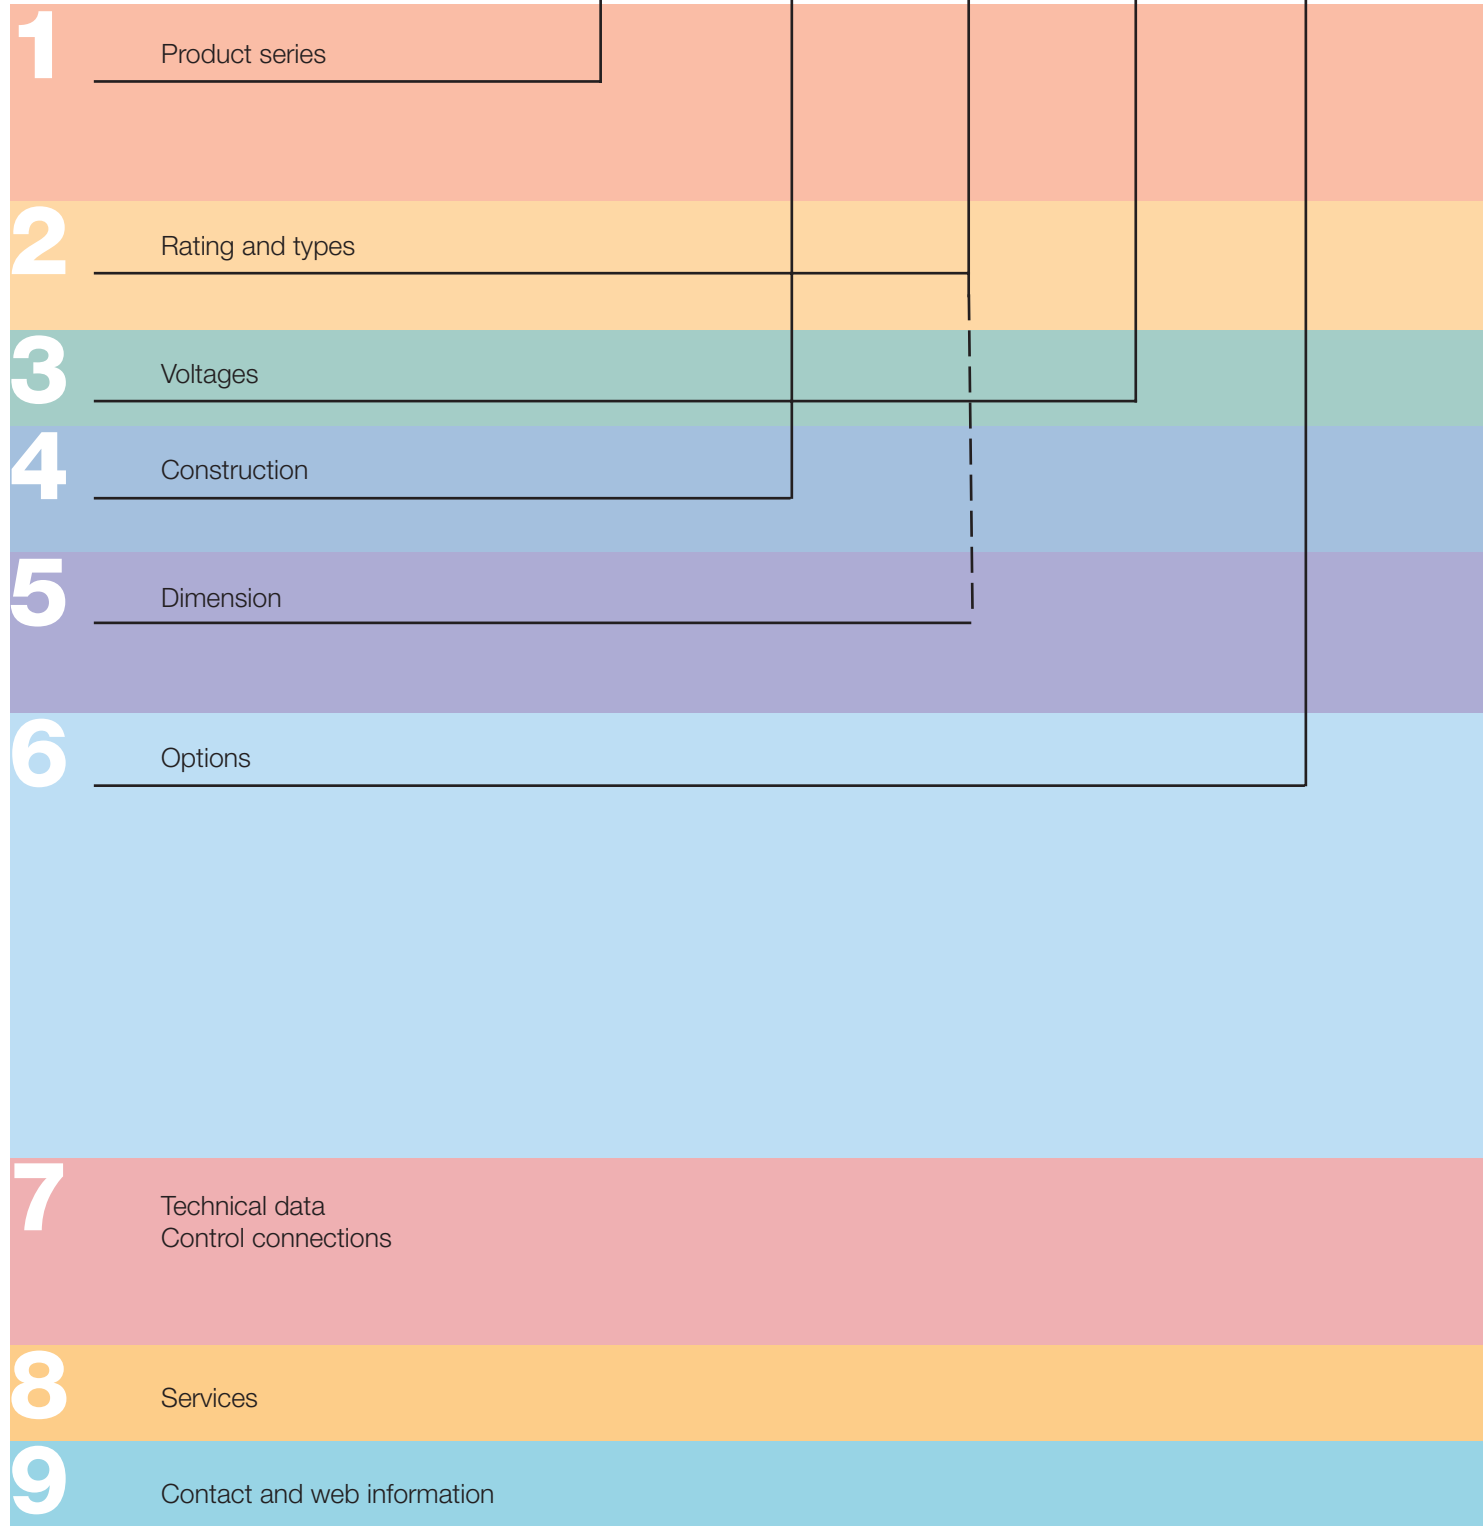 1
Product series
2
Rating and types
3
Voltages
4
Construction
5
Dimension
6
Options
7
Technical data
Control connections
8
Services
9
Contact and web information